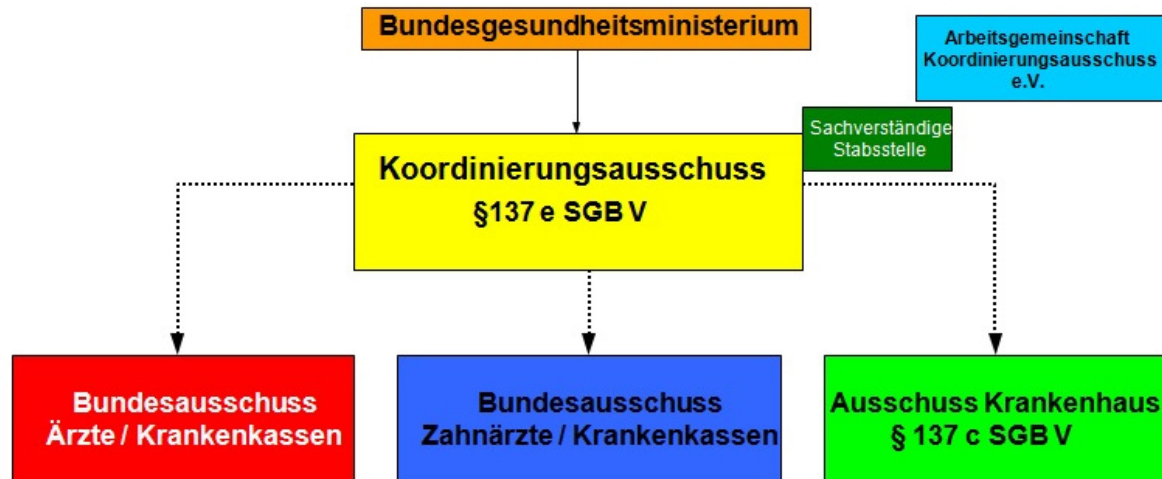 Bundesgesundheitsministerium
Arbeitsgemeinschaft
Koordinierungsausschuss
e.V.
Sachverständige
Stabsstelle
Koordinierungsausschuss
§137 e SGB V
Bundesausschuss
Ärzte / Krankenkassen
Bundesausschuss
Zahnärzte / Krankenkassen
Ausschuss Krankenhaus
§ 137 c SGB V